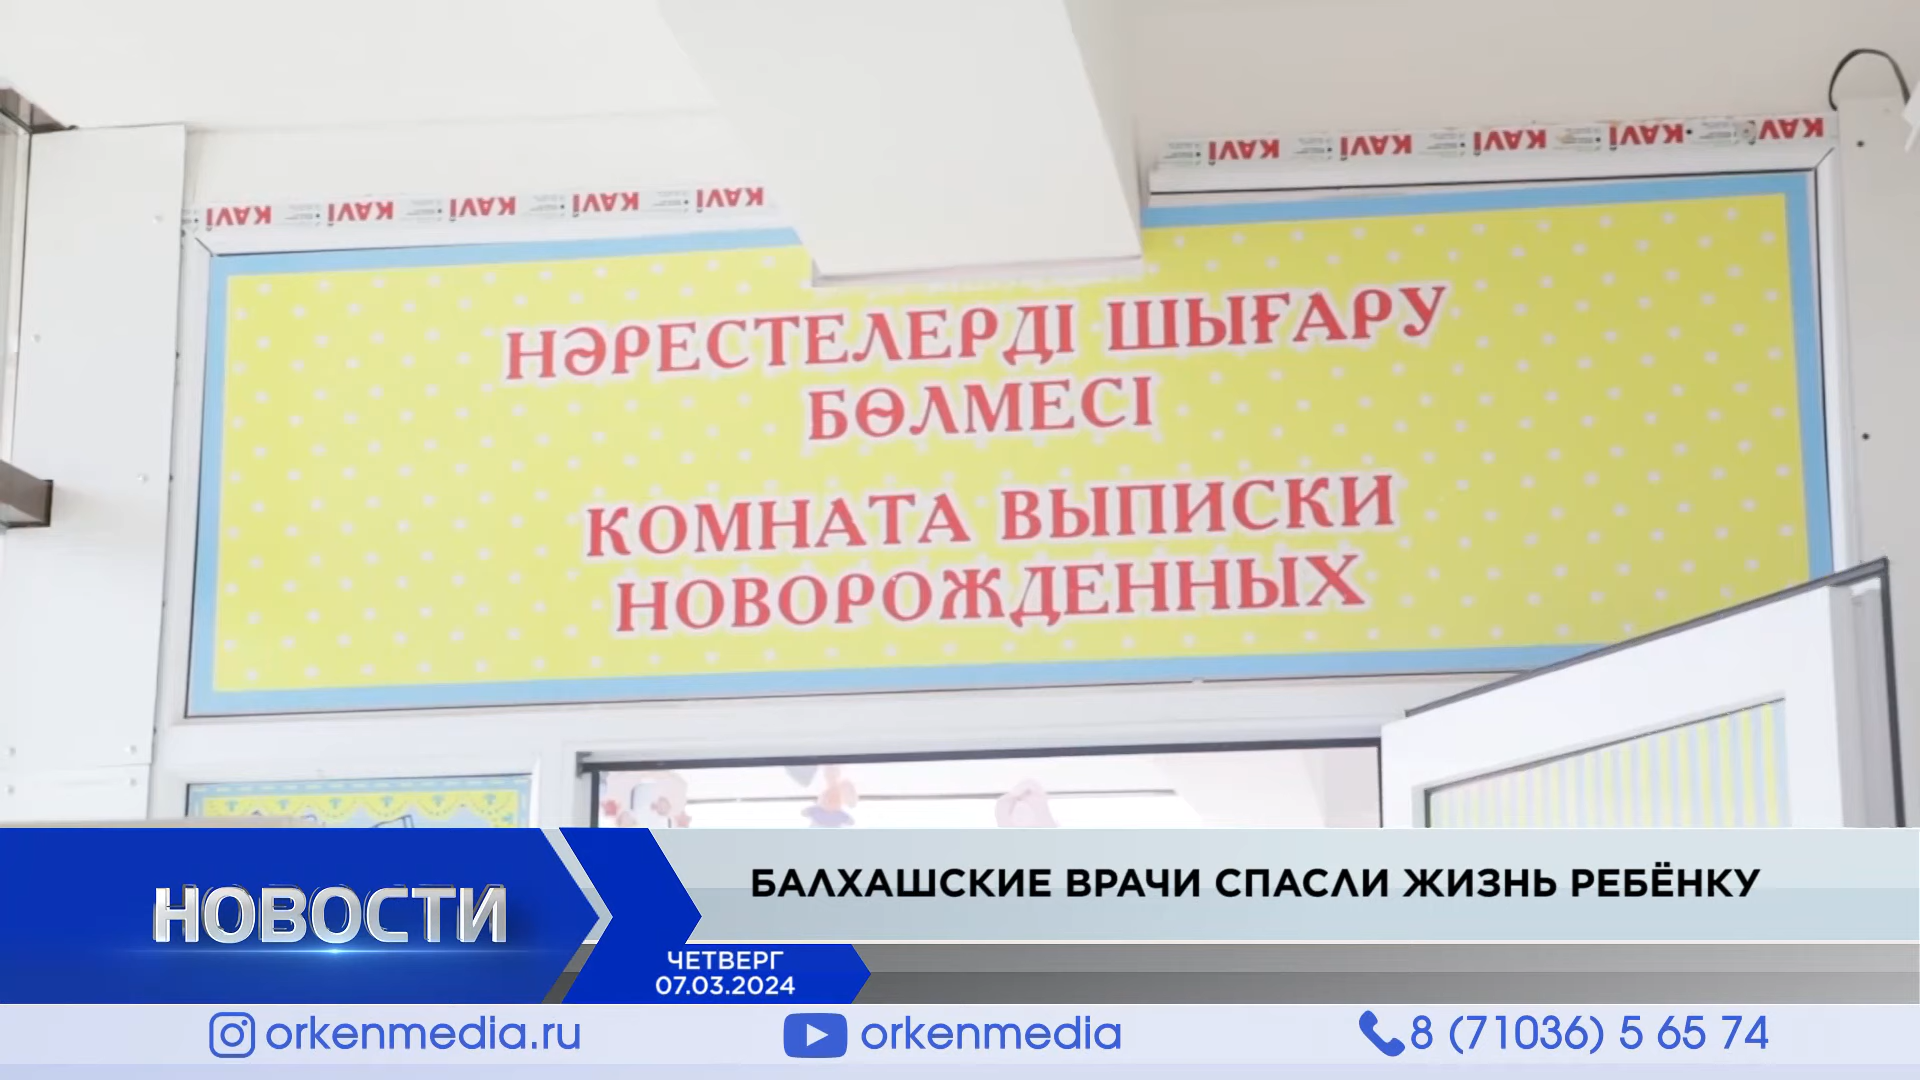 KAVİ KAVİ KAVİ KAVİ KAVİ
KAVİ KAVİ KAVİ KAVİ KAVİ
НӘРЕСТЕЛЕРДІ ШЫҒАРУ
БӨЛМЕСІ
КОМНАТА ВЫПИСКИ
НОВОРОЖДЕННЫХ
НОВОСТИ
БАЛХАШСКИЕ ВРАЧИ СПАСЛИ ЖИЗНЬ РЕБЁНКУ
ЧЕТВЕРГ
07.03.2024
orkenmedia.ru
orkenmedia
8 (71036) 5 65 74